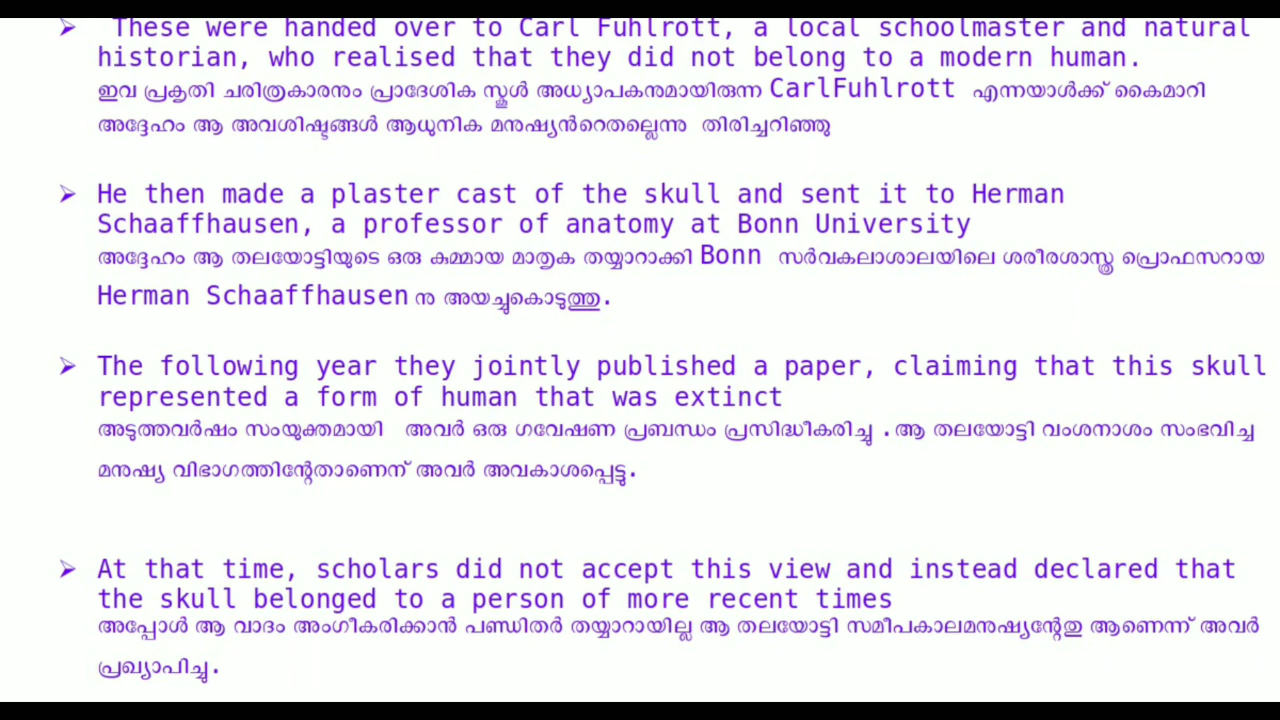 ➢ These were handed over to Carl Fuhlrott, a local schoolmaster and natural
historian, who realised that they did not belong to a modern human.
ഇവ പ്രകൃതി ചരിത്രകാരനും പ്രാദേശിക സ്കൂൾ അധ്യാപകനുമായിരുന്ന CarlFuhlrott എന്നയാൾക്ക് കൈമാറി
അദ്ദേഹം ആ അവശിഷ്ടങ്ങൾ ആധുനിക മനുഷ്യൻറെതല്ലെന്നു തിരിച്ചറിഞ്ഞു
➢ He then made a plaster cast of the skull and sent it to Herman
Schaaffhausen, a professor of anatomy at Bonn University
അദ്ദേഹം ആ തലയോട്ടിയുടെ ഒരു കുമ്മായ മാതൃക തയ്യാറാക്കി Bonn സർവകലാശാലയിലെ ശരീരശാസ്ത്ര പ്രൊഫസറായ
Herman Schaaffhausen നു അയച്ചുകൊടുത്തു.
➢ The following year they jointly published a paper, claiming that this skull
represented a form of human that was extinct
അടുത്തവർഷം സംയുക്തമായി അവർ ഒരു ഗവേഷണ പ്രബന്ധം പ്രസിദ്ധീകരിച്ചു .ആ തലയോട്ടി വംശനാശം സംഭവിച്ച
മനുഷ്യ വിഭാഗത്തിന്റേതാണെന് അവർ അവകാശപ്പെട്ടു.
➢ At that time, scholars did not accept this view and instead declared that
the skull belonged to a person of more recent times
അപ്പോൾ ആ വാദം അംഗീകരിക്കാൻ പണ്ഡിതർ തയ്യാറായില്ല ആ തലയോട്ടി സമീപകാലമനുഷ്യന്റേതു ആണെന്ന് അവർ
പ്രഖ്യാപിച്ചു.